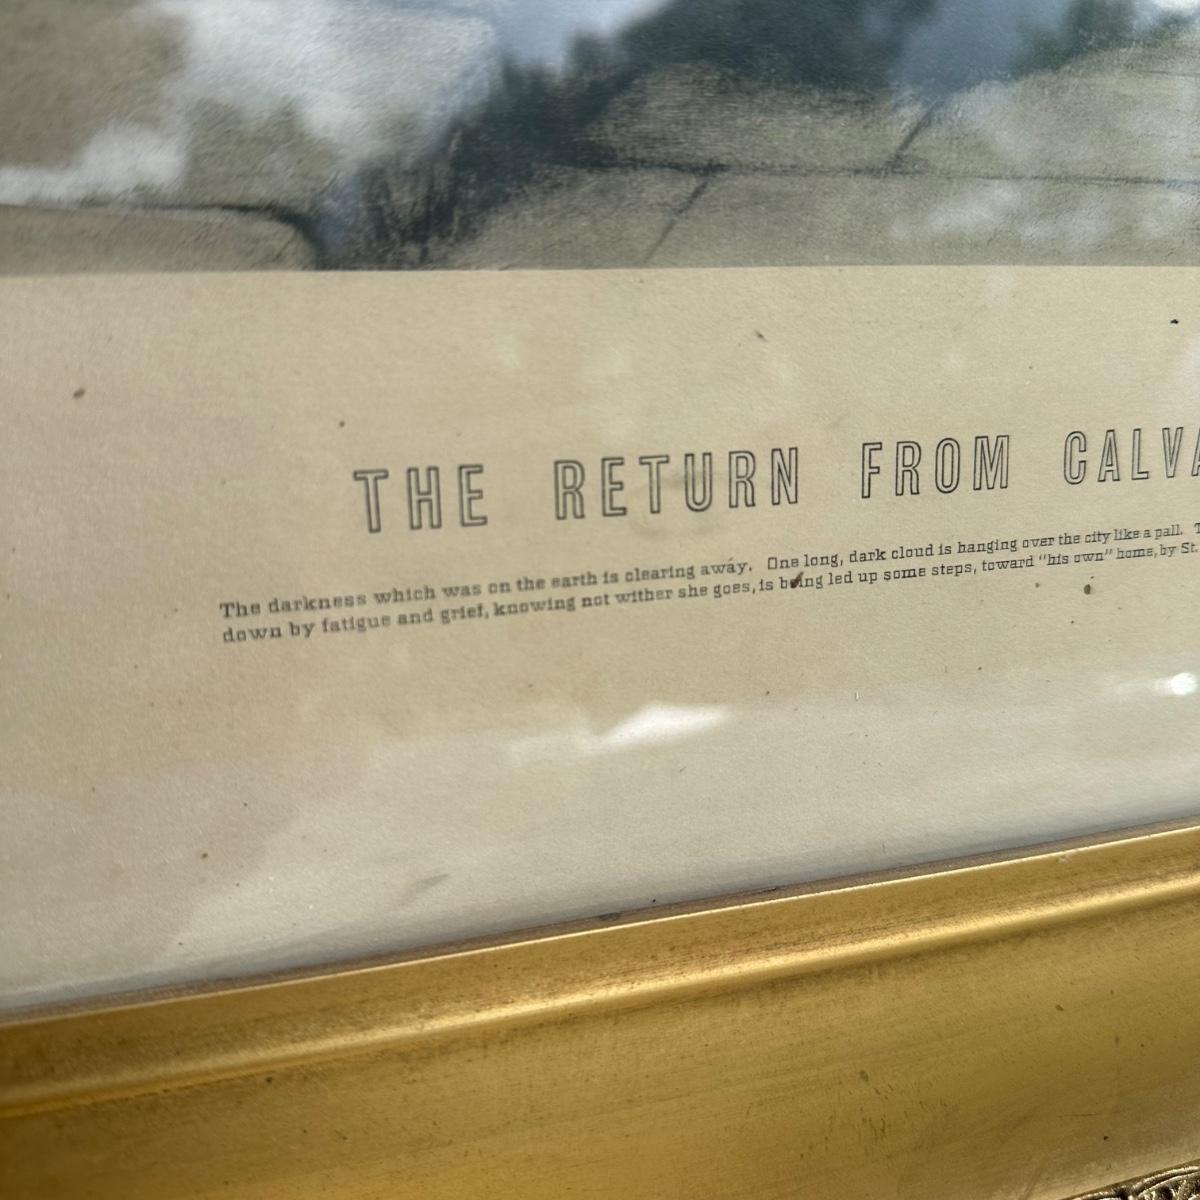 THE RETURN FROM CALVA
The darkness which was on the earth is clearing away. One long, dark cloud is hanging over the city like a pall. T
down by fatigue and grief, knowing not wither she goes, is being led up some steps, toward "his own" home, by St.